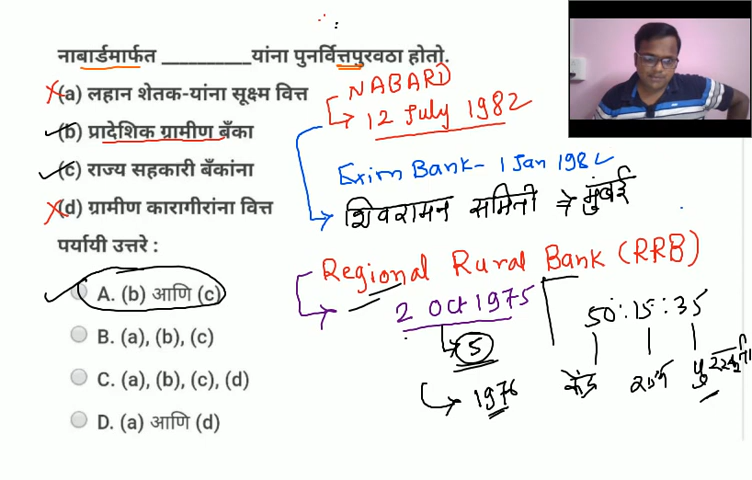 नाबार्डमार्फत __________यांना पुनर्वित्तपुरवठा होतो.
(a) लहान शेतक-यांना सूक्ष्म वित्त
(b) प्रादेशिक ग्रामीण बँका
(c) राज्य सहकारी बँकांना
(d) ग्रामीण कारागीरांना वित्त
पर्यायी उत्तरे :
A. (b) आणि (c)
B. (a), (b), (c)
C. (a), (b), (c), (d)
D. (a) आणि (d)
NABARD
12 July 1982
Exim Bank - 1 Jan 1982
शिवरामन समिती ⇒ मुंबई
Regional Rural Bank (RRB)
2 Oct 1975
5
1976
50 : 15 : 35
केंद्र राज्य